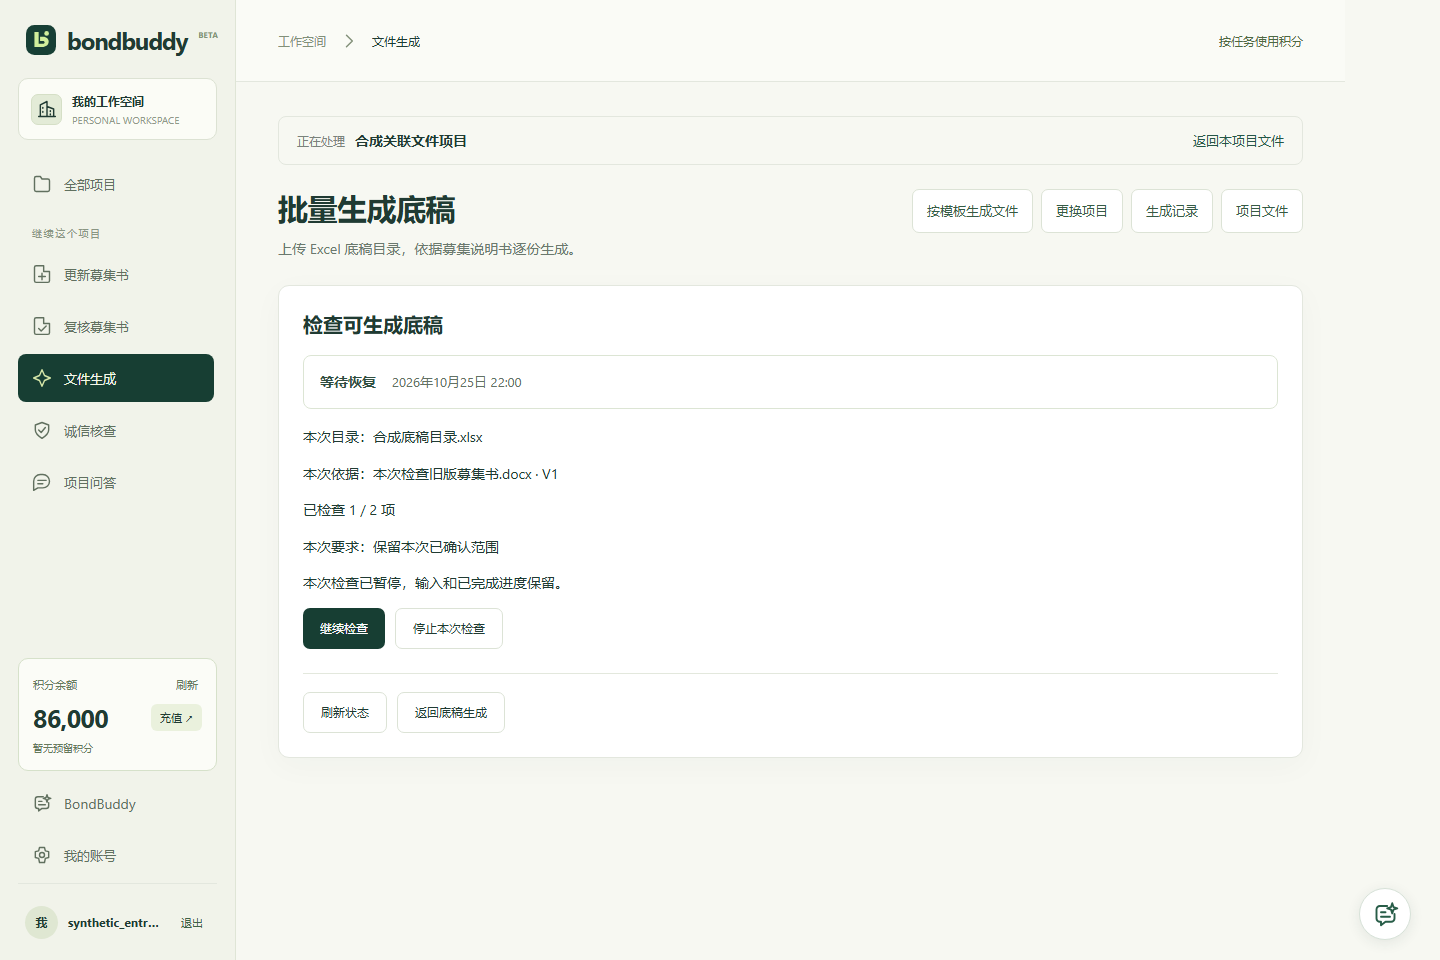 bondbuddy BETA
我的工作空间
PERSONAL WORKSPACE
全部项目
继续这个项目
更新募集书
复核募集书
文件生成
诚信核查
项目问答
积分余额 刷新
86,000 充值 ↗
暂无预留积分
BondBuddy
我的账号
我 synthetic_entr... 退出
工作空间 > 文件生成 按任务使用积分
正在处理 合成关联文件项目 返回本项目文件
批量生成底稿
按模板生成文件 更换项目 生成记录 项目文件
上传 Excel 底稿目录，依据募集说明书逐份生成。
检查可生成底稿
等待恢复 2026年10月25日 22:00
本次目录：合成底稿目录.xlsx
本次依据：本次检查旧版募集书.docx · V1
已检查 1 / 2 项
本次要求：保留本次已确认范围
本次检查已暂停，输入和已完成进度保留。
继续检查 停止本次检查
刷新状态 返回底稿生成